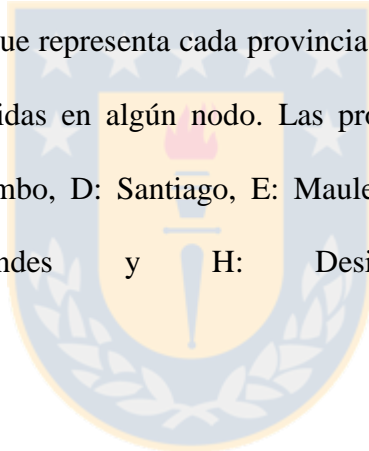 ue representa cada provincia
idas en algún nodo. Las pro
mbo, D: Santiago, E: Maule
ndes y H: Desi